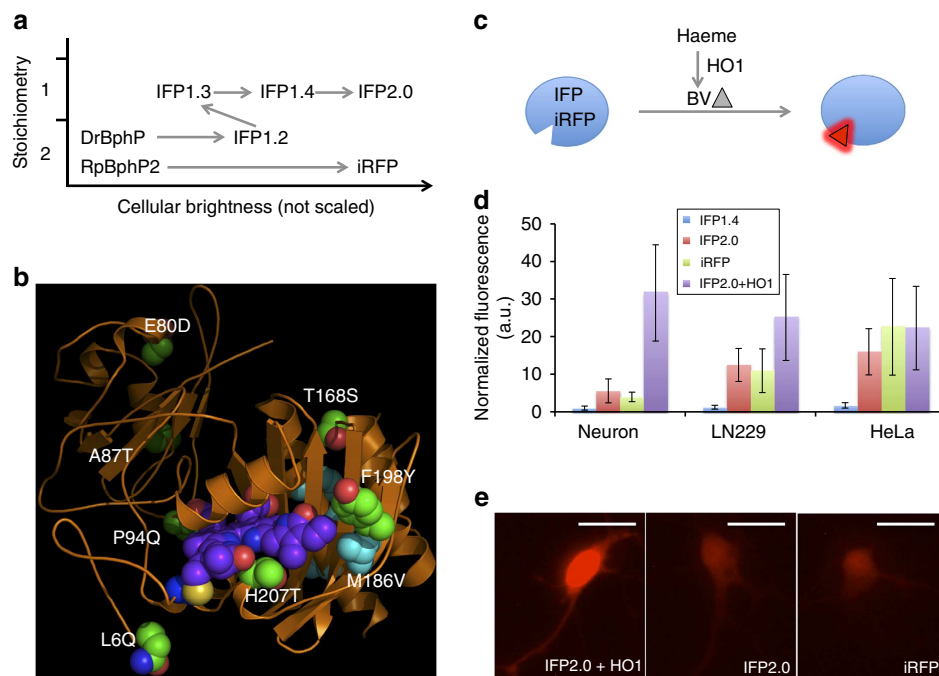 a
Stoichiometry
1
2
IFP1.3 IFP1.4 IFP2.0
DrBphP IFP1.2
RpBphP2 iRFP
Cellular brightness (not scaled)
b
E80D
T168S
A87T
F198Y
P94Q
H207T
M186V
L6Q
c
Haeme
HO1
IFP
iRFP
BV
d
Normalized fluorescence
(a.u.)
50
40
30
20
10
0
IFP1.4
IFP2.0
iRFP
IFP2.0+HO1
Neuron LN229 HeLa
e
IFP2.0 + HO1 IFP2.0 iRFP